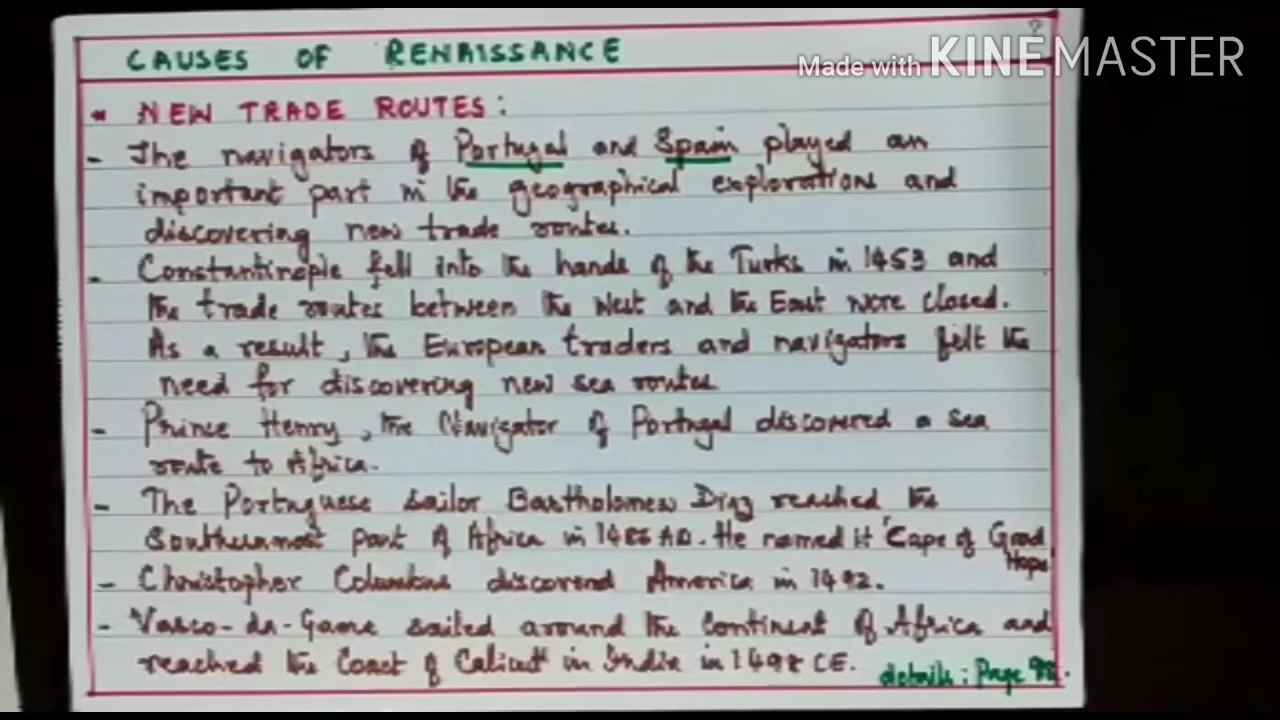 CAUSES OF RENAISSANCE
Made with KINEMASTER
* NEW TRADE ROUTES:
- The navigators of Portugal and Spain played an
important part in the geographical explorations and
discovering new trade routes.
- Constantinople fell into the hands of the Turks in 1453 and
the trade routes between the West and the East were closed.
As a result, the European traders and navigators felt the
need for discovering new sea routes
- Prince Henry, the Navigator of Portugal discovered a sea
route to Africa.
- The Portuguese sailor Bartholomew Diaz reached the
Southernmost part of Africa in AD. He named it 'Cape of Good
Hope'
- Christopher Columbus discovered America in 1492.
- Vasco-da-Gama sailed around the continent of Africa and
reached the Coast of Calicut in India in 1498 CE.
details: Page